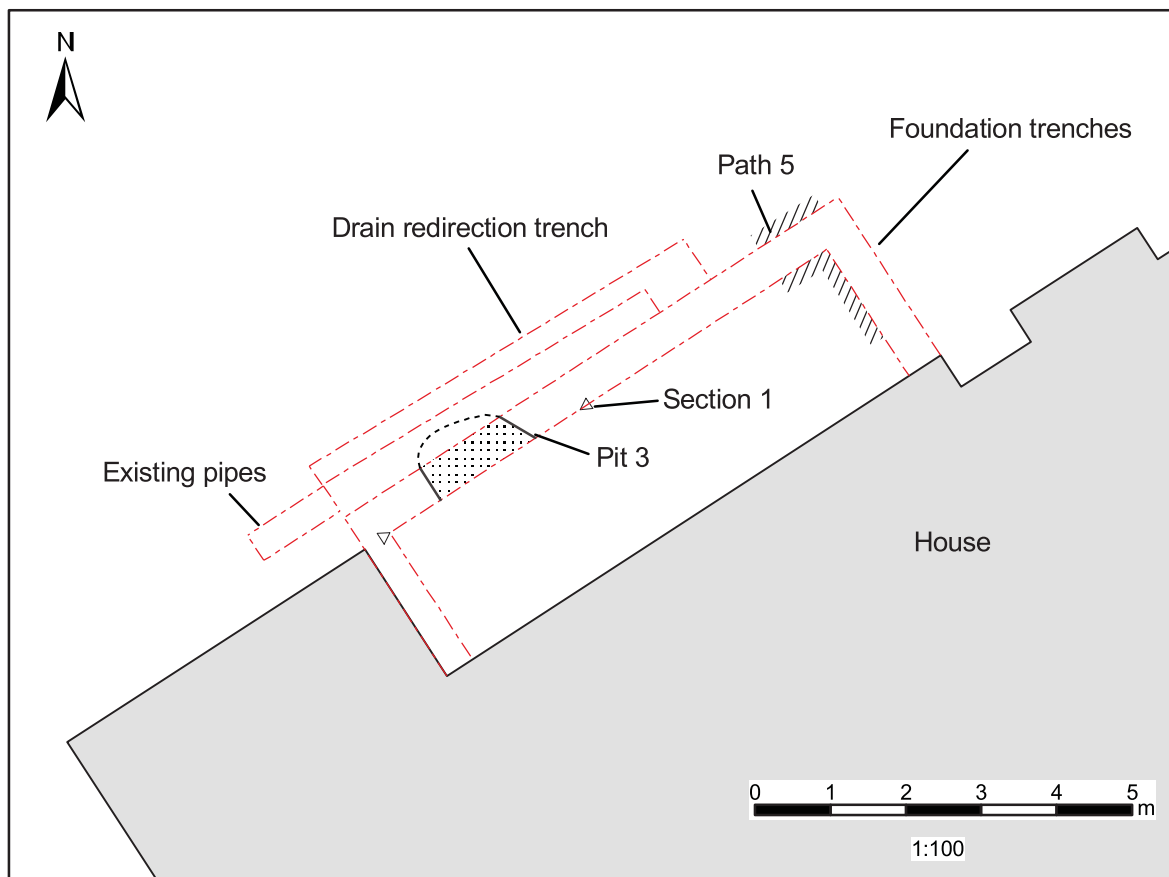 N
Foundation trenches
Path 5
Drain redirection trench
Section 1
Pit 3
Existing pipes
House
0 1 2 3 4 5
m
1:100